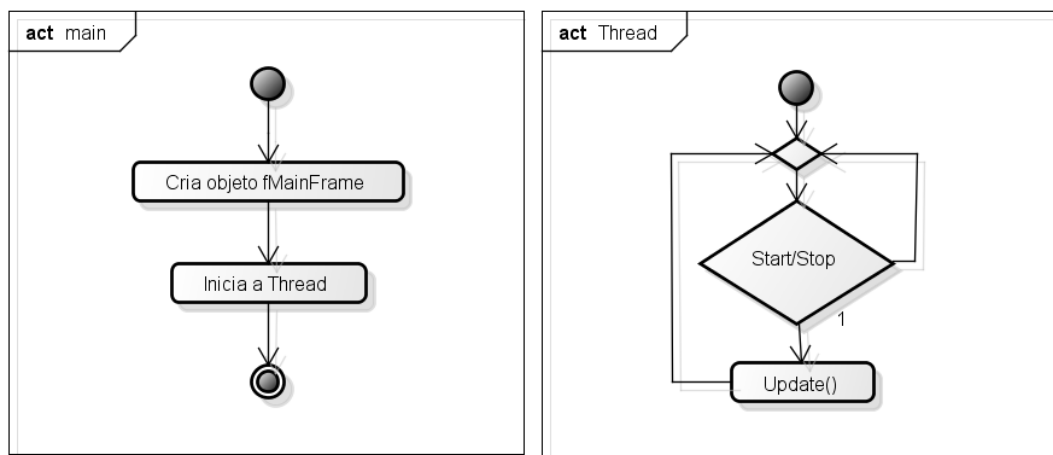 act main
Cria objeto fMainFrame
Inicia a Thread
act Thread
Start/Stop
1
Update()